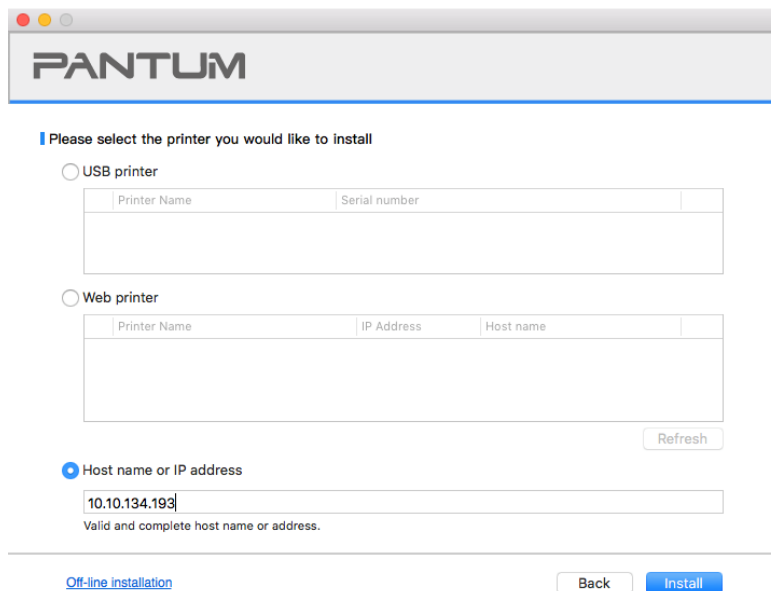 PANTUM
Please select the printer you would like to install
USB printer
Printer Name Serial number
Web printer
Printer Name IP Address Host name
Refresh
Host name or IP address
10.10.134.193
Valid and complete host name or address.
Off-line installation Back Install